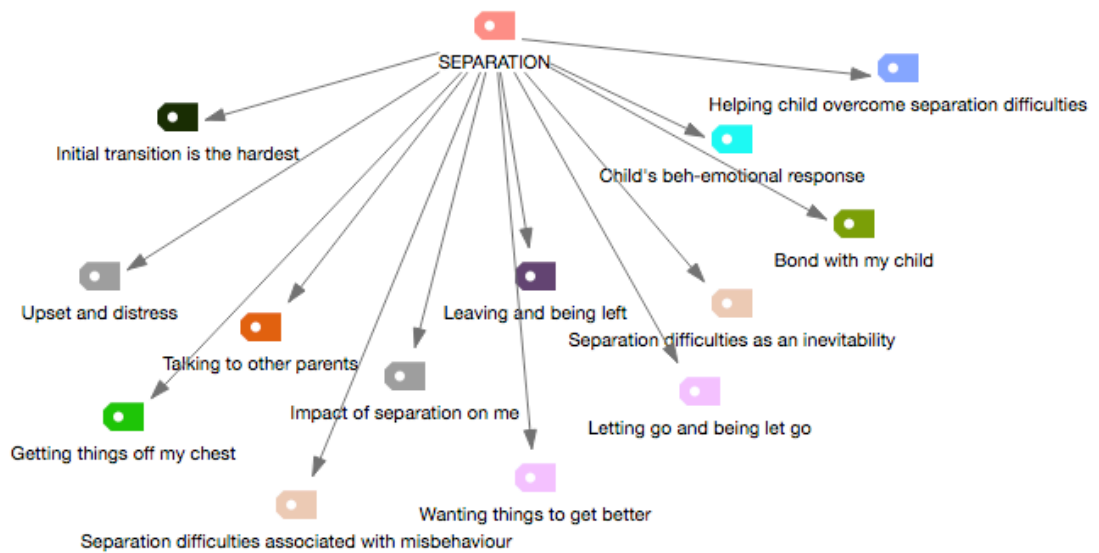 SEPARATION
Helping child overcome separation difficulties
Initial transition is the hardest
Child's beh-emotional response
Bond with my child
Upset and distress
Leaving and being left
Separation difficulties as an inevitability
Talking to other parents
Impact of separation on me
Letting go and being let go
Getting things off my chest
Wanting things to get better
Separation difficulties associated with misbehaviour